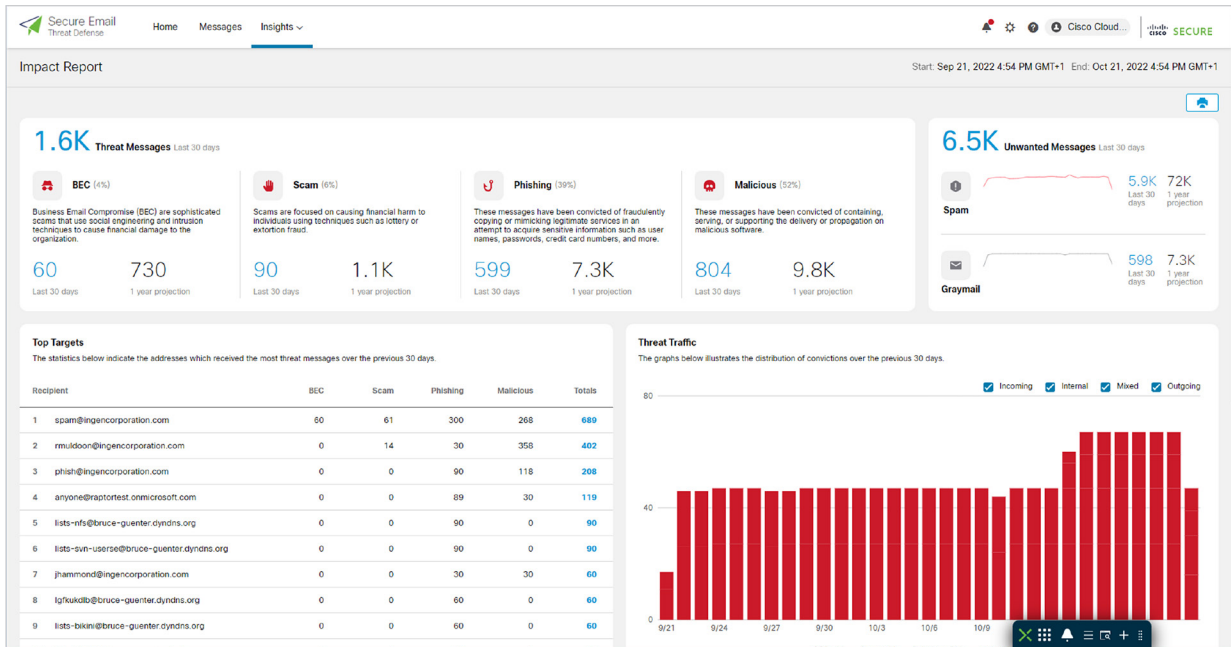 Secure Email
Threat Defense
Home Messages Insights
Cisco Cloud...
cisco SECURE
Impact Report
Start: Sep 21, 2022 4:54 PM GMT+1 End: Oct 21, 2022 4:54 PM GMT+1
1.6K Threat Messages Last 30 days
BEC (4%)
Business Email Compromise (BEC) are sophisticated
scams that use social engineering and intrusion
techniques to cause financial damage to the
organization.
60 730
Last 30 days 1 year projection
Scam (6%)
Scams are focused on causing financial harm to
individuals using techniques such as lottery or
extortion fraud.
90 1.1K
Last 30 days 1 year projection
Phishing (39%)
These messages have been convicted of fraudulently
copying or mimicking legitimate services in an
attempt to acquire sensitive information such as user
names, passwords, credit card numbers, and more.
599 7.3K
Last 30 days 1 year projection
Malicious (52%)
These messages have been convicted of containing,
serving, or supporting the delivery or propagation on
malicious software.
804 9.8K
Last 30 days 1 year projection
6.5K Unwanted Messages Last 30 days
Spam
5.9K 72K
Last 30 days 1 year projection
Graymail
598 7.3K
Last 30 days 1 year projection
Top Targets
The statistics below indicate the addresses which received the most threat messages over the previous 30 days.
Recipient BEC Scam Phishing Malicious Totals
1 spam@ingencorporation.com 60 61 300 268 689
2 rmuldoon@ingencorporation.com 0 14 30 358 402
3 phish@ingencorporation.com 0 0 90 118 208
4 anyone@raptortest.onmicrosoft.com 0 0 89 30 119
5 lists-nfs@bruce-guenter.dyndns.org 0 0 90 0 90
6 lists-svn-userse@bruce-guenter.dyndns.org 0 0 90 0 90
7 jhammond@ingencorporation.com 0 0 30 30 60
8 lgfkukdlb@bruce-guenter.dyndns.org 0 0 60 0 60
9 lists-bikini@bruce-guenter.dyndns.org 0 0 60 0 60
Threat Traffic
The graphs below illustrates the distribution of convictions over the previous 30 days.
Incoming Internal Mixed Outgoing
80
40
0
9/21 9/24 9/27 9/30 10/3 10/6 10/9